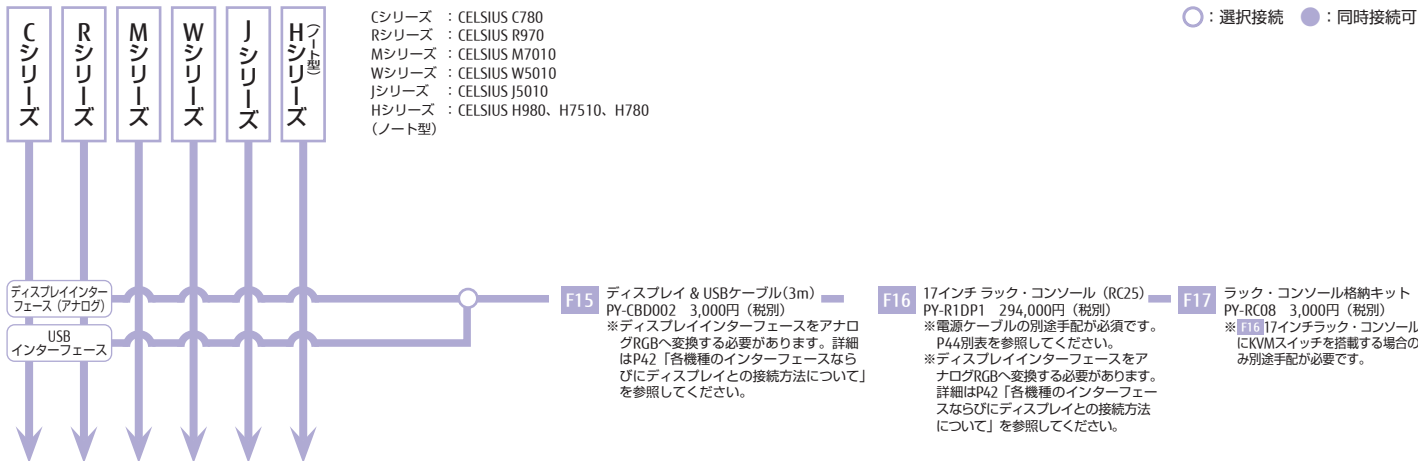 Cシリーズ
Rシリーズ
Mシリーズ
Wシリーズ
Jシリーズ
Hシリーズ
(ノート型)
Cシリーズ :CELSIUS C780
Rシリーズ :CELSIUS R970
Mシリーズ :CELSIUS M7010
Wシリーズ :CELSIUS W5010
Jシリーズ :CELSIUS J5010
Hシリーズ :CELSIUS H980、H7510、H780
(ノート型)
:選択接続 :同時接続可
ディスプレイインター
フェース(アナログ)
USB
インターフェース
F15 ディスプレイ & USBケーブル(3m)
PY-CBD002 3,000円(税別)
※ディスプレイインターフェースをアナロ
グRGBへ変換する必要があります。詳細
はP42「各機種のインターフェースなら
びにディスプレイとの接続方法について」
を参照してください。
F16 17インチ ラック・コンソール(RC25)
PY-R1DP1 294,000円(税別)
※電源ケーブルの別途手配が必須です。
P44別表を参照してください。
※ディスプレイインターフェースをア
ナログRGBへ変換する必要があります。
詳細はP42「各機種のインターフェー
スならびにディスプレイとの接続方法
について」を参照してください。
F17 ラック・コンソール格納キット
PY-RC08 3,000円(税別)
※F16 17インチラック・コンソール
にKVMスイッチを搭載する場合の
み別途手配が必要です。